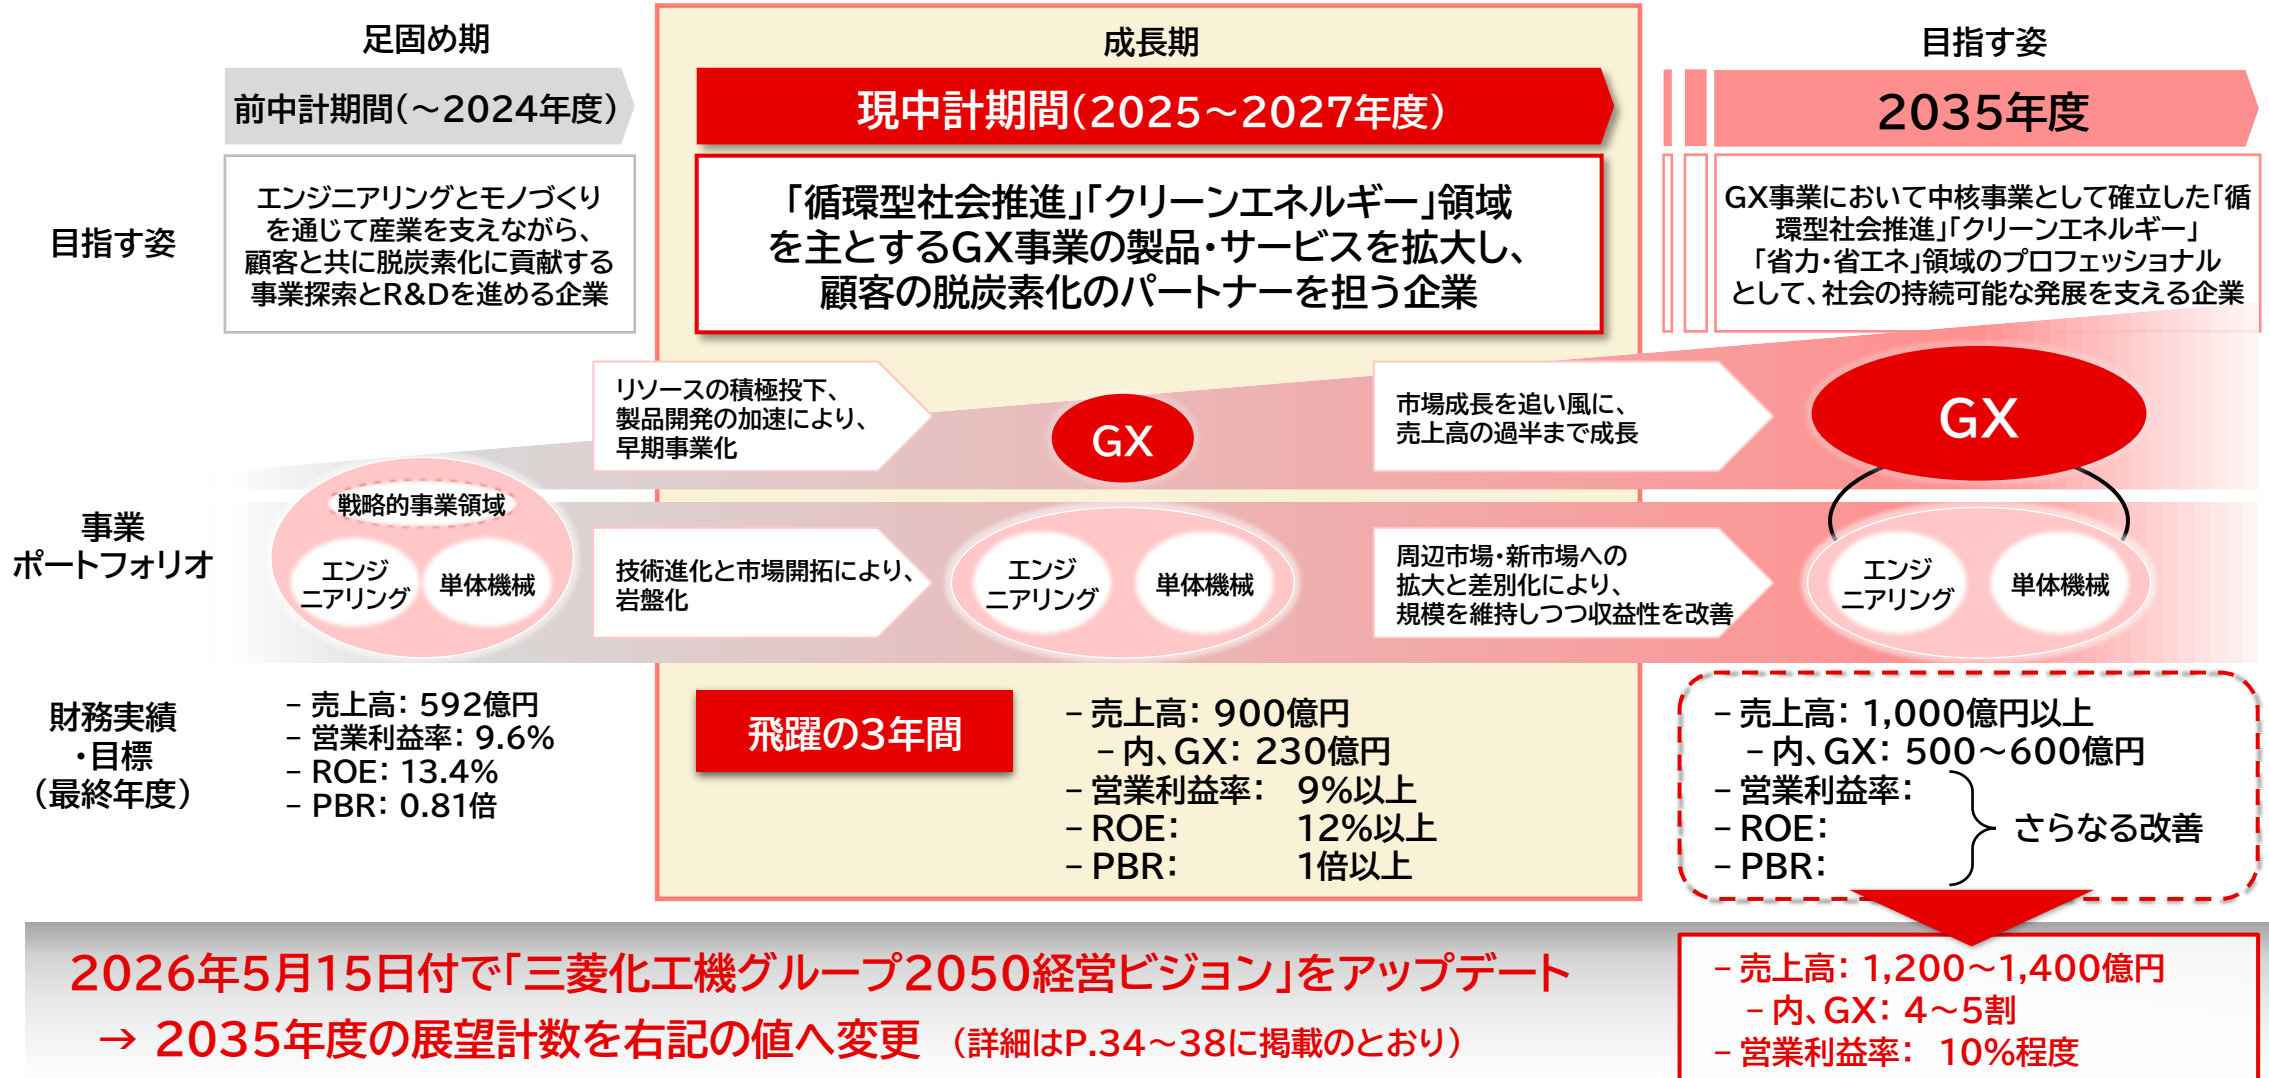 足固め期
成長期
目指す姿
前中計期間(～2024年度)
現中計期間(2025～2027年度)
2035年度
目指す姿
エンジニアリングとモノづくり
を通じて産業を支えながら、
顧客と共に脱炭素化に貢献する
事業探索とR&Dを進める企業
「循環型社会推進」「クリーンエネルギー」領域
を主とするGX事業の製品・サービスを拡大し、
顧客の脱炭素化のパートナーを担う企業
GX事業において中核事業として確立した「循
環型社会推進」「クリーンエネルギー」
「省力・省エネ」領域のプロフェッショナル
として、社会の持続可能な発展を支える企業
事業
ポートフォリオ
戦略的事業領域
エンジ
ニアリング
単体機械
リソースの積極投下、
製品開発の加速により、
早期事業化
技術進化と市場開拓により、
岩盤化
GX
エンジ
ニアリング
単体機械
市場成長を追い風に、
売上高の過半まで成長
周辺市場・新市場への
拡大と差別化により、
規模を維持しつつ収益性を改善
GX
エンジ
ニアリング
単体機械
財務実績
・目標
(最終年度)
– 売上高： 592億円
– 営業利益率： 9.6%
– ROE： 13.4%
– PBR： 0.81倍
飛躍の3年間
– 売上高： 900億円
– 内、GX： 230億円
– 営業利益率： 9%以上
– ROE： 12%以上
– PBR： 1倍以上
– 売上高： 1,000億円以上
– 内、GX： 500～600億円
– 営業利益率：
– ROE：
– PBR：
さらなる改善
2026年5月15日付で「三菱化工機グループ2050経営ビジョン」をアップデート
→ 2035年度の展望計数を右記の値へ変更 (詳細はP.34～38に掲載のとおり)
– 売上高： 1,200～1,400億円
– 内、GX： 4～5割
– 営業利益率： 10%程度